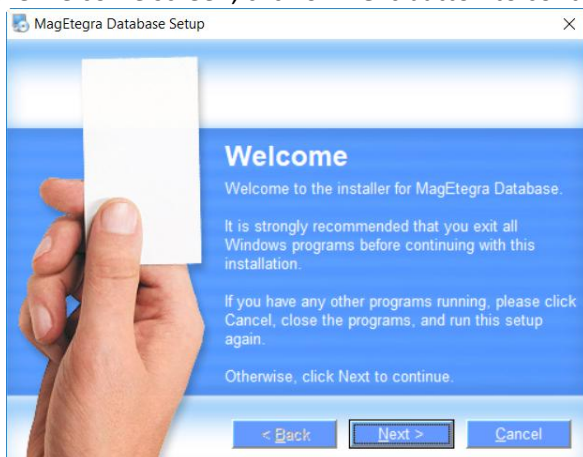 MagEtegra Database Setup
Welcome
Welcome to the installer for MagEtegra Database.
It is strongly recommended that you exit all
Windows programs before continuing with this
installation.
If you have any other programs running, please click
Cancel, close the programs, and run this setup
again.
Otherwise, click Next to continue.
< Back Next > Cancel